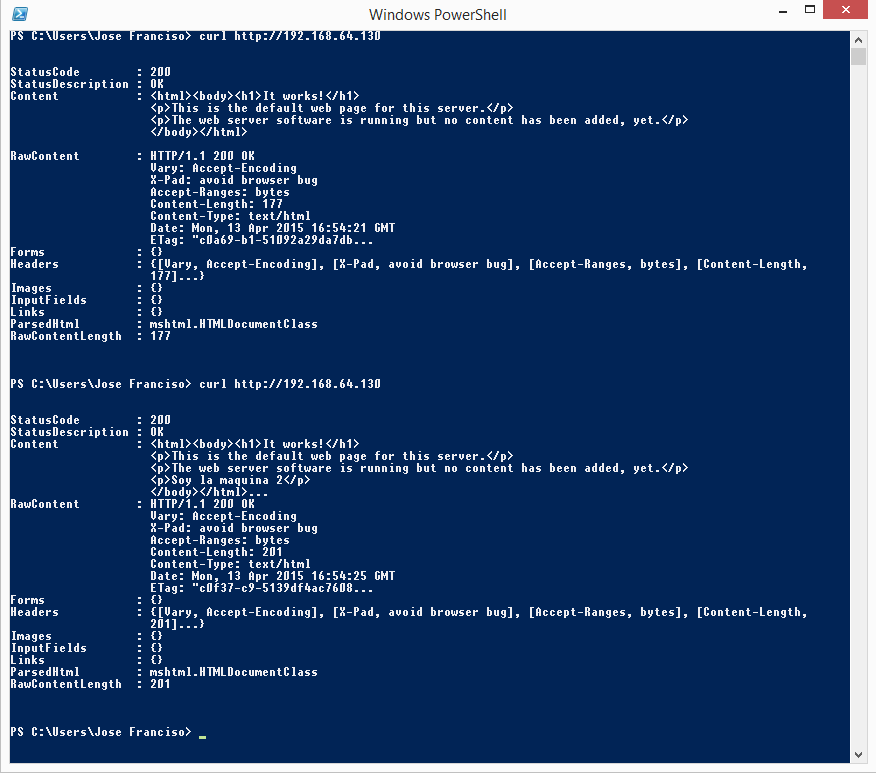 Windows PowerShell
PS C:\Users\Jose Franciso> curl http://192.168.64.130
StatusCode : 200
StatusDescription : OK
Content : <html><body><h1>It works!</h1>
<p>This is the default web page for this server.</p>
<p>The web server software is running but no content has been added, yet.</p>
</body></html>
RawContent : HTTP/1.1 200 OK
Vary: Accept-Encoding
X-Pad: avoid browser bug
Accept-Ranges: bytes
Content-Length: 177
Content-Type: text/html
Date: Mon, 13 Apr 2015 16:54:21 GMT
ETag: "c0a69-b1-51092a29da7db...
Forms : {}
Headers : {[Vary, Accept-Encoding], [X-Pad, avoid browser bug], [Accept-Ranges, bytes], [Content-Length,
177]...}
Images : {}
InputFields : {}
Links : {}
ParsedHtml : mshtml.HTMLDocumentClass
RawContentLength : 177
PS C:\Users\Jose Franciso> curl http://192.168.64.130
StatusCode : 200
StatusDescription : OK
Content : <html><body><h1>It works!</h1>
<p>This is the default web page for this server.</p>
<p>The web server software is running but no content has been added, yet.</p>
<p>Soy la maquina 2</p>
</body></html>...
RawContent : HTTP/1.1 200 OK
Vary: Accept-Encoding
X-Pad: avoid browser bug
Accept-Ranges: bytes
Content-Length: 201
Content-Type: text/html
Date: Mon, 13 Apr 2015 16:54:25 GMT
ETag: "c0f37-c9-5139df4ac7608...
Forms : {}
Headers : {[Vary, Accept-Encoding], [X-Pad, avoid browser bug], [Accept-Ranges, bytes], [Content-Length,
201]...}
Images : {}
InputFields : {}
Links : {}
ParsedHtml : mshtml.HTMLDocumentClass
RawContentLength : 201
PS C:\Users\Jose Franciso> _